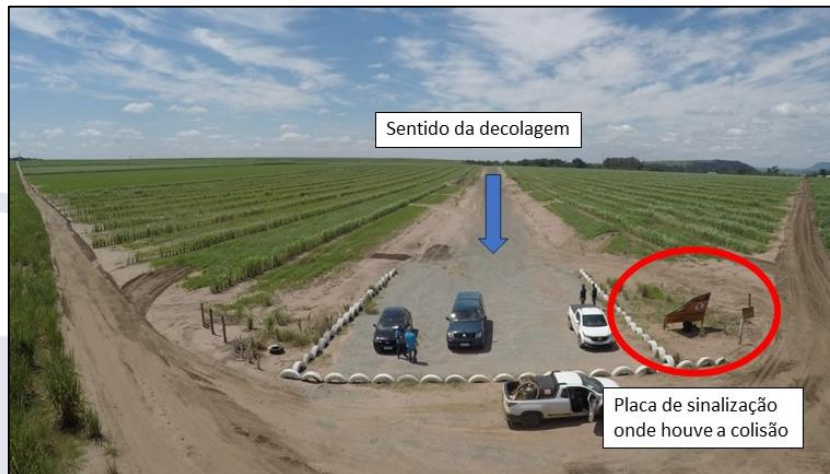 Sentido da decolagem
Placa de sinalização
onde houve a colisão